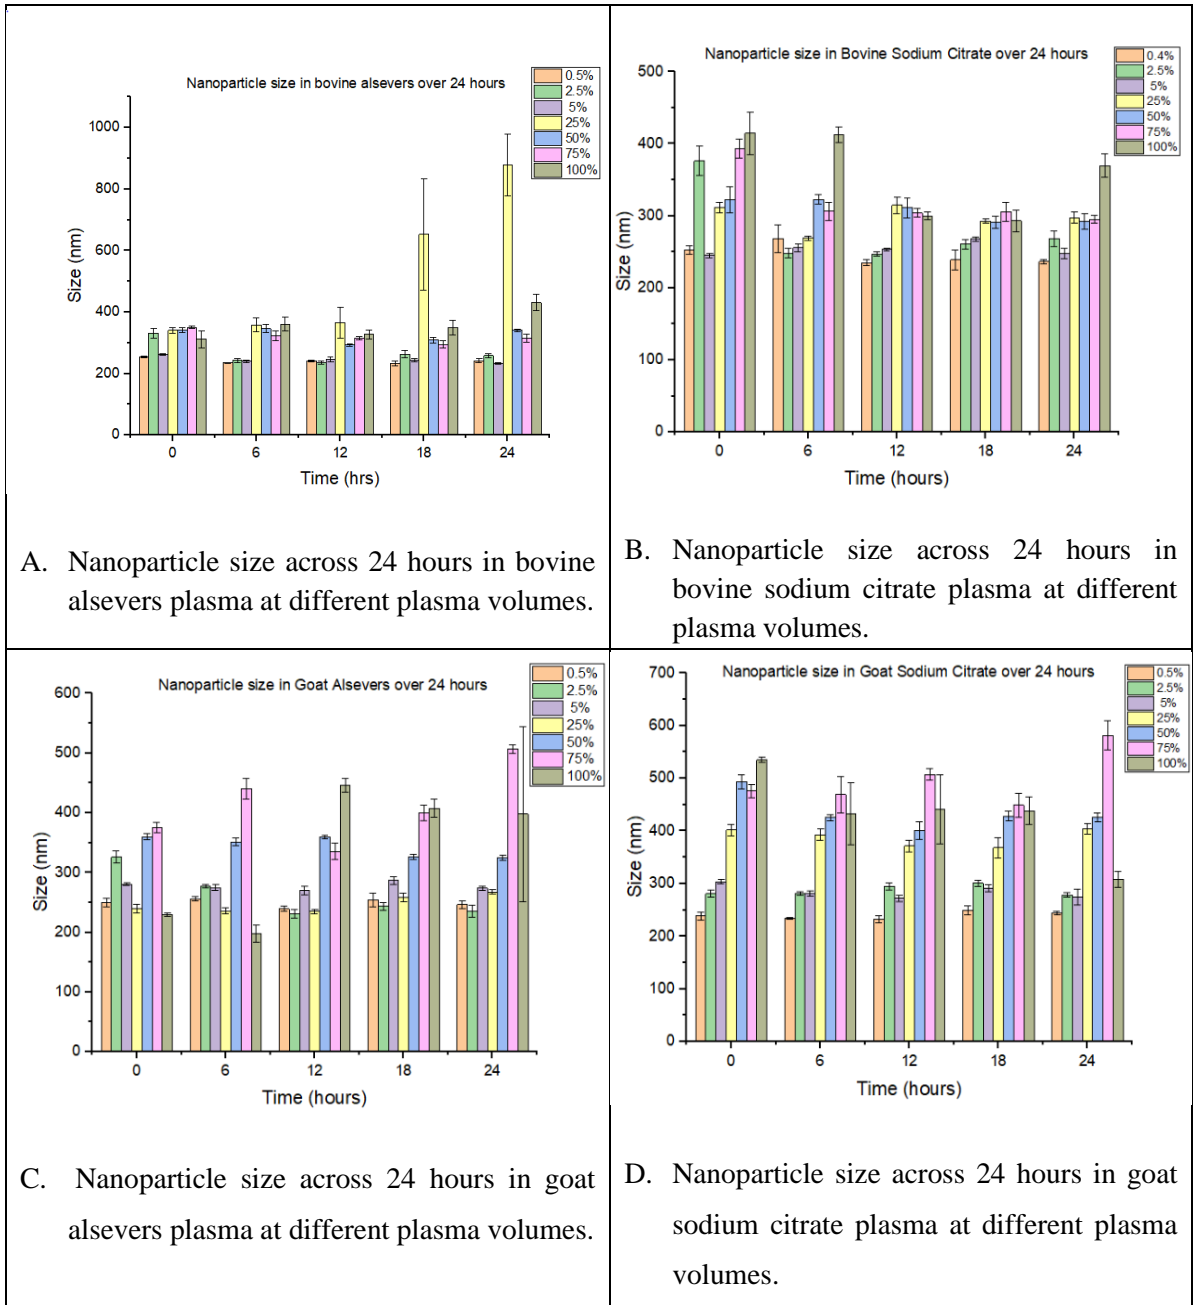 Nanoparticle size in bovine alsevers over 24 hours
0.5%
2.5%
5%
25%
50%
75%
100%
1000
800
600
400
200
0
Size (nm)
0 6 12 18 24
Time (hrs)
A. Nanoparticle size across 24 hours in bovine
alsevers plasma at different plasma volumes.
Nanoparticle size in Bovine Sodium Citrate over 24 hours
0.4%
2.5%
5%
25%
50%
75%
100%
500
400
300
200
100
0
Size (nm)
0 6 12 18 24
Time (hours)
B. Nanoparticle size across 24 hours in
bovine sodium citrate plasma at different
plasma volumes.
Nanoparticle size in Goat Alsevers over 24 hours
0.5%
2.5%
5%
25%
50%
75%
100%
600
500
400
300
200
100
0
Size (nm)
0 6 12 18 24
Time (hours)
C. Nanoparticle size across 24 hours in goat
alsevers plasma at different plasma volumes.
Nanoparticle size in Goat Sodium Citrate over 24 hours
0.5%
2.5%
5%
25%
50%
75%
100%
700
600
500
400
300
200
100
0
Size (nm)
0 6 12 18 24
Time (hours)
D. Nanoparticle size across 24 hours in goat
sodium citrate plasma at different plasma
volumes.